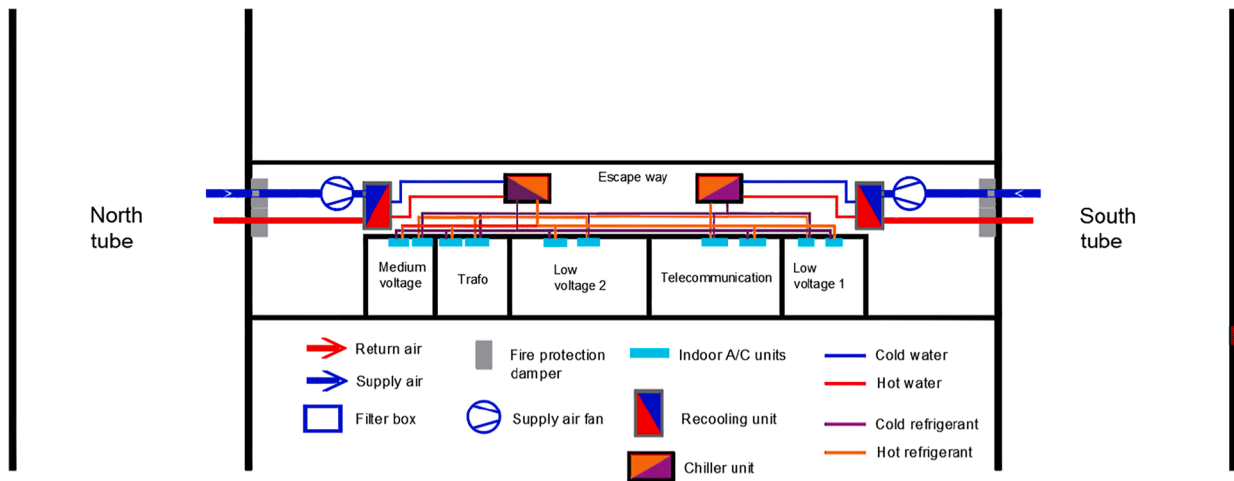 Escape way
North
tube
South
tube
Medium
voltage
Trafo
Low
voltage 2
Telecommunication
Low
voltage 1
Return air
Supply air
Filter box
Fire protection
damper
Supply air fan
Indoor A/C units
Recooling unit
Chiller unit
Cold water
Hot water
Cold refrigerant
Hot refrigerant